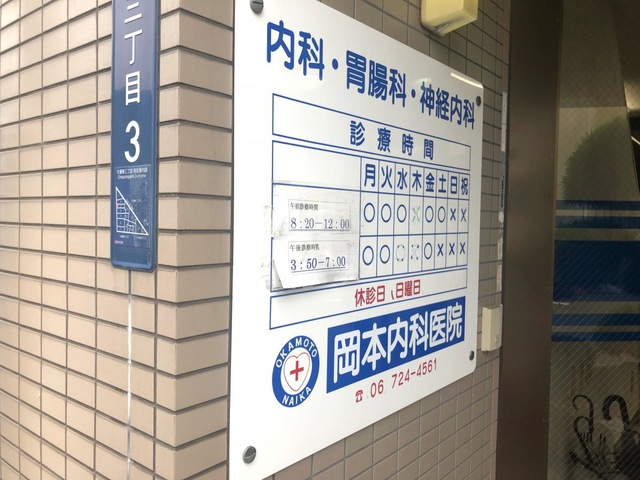 三丁目
3
内科・胃腸科・神経内科
診療時間
月火水木金土日祝
午前診療時間
8:20-12:00
○○○×○○××
午後診療時間
3:50-7:00
休診日、日曜日
OKAMOTO
NAIKA
岡本内科医院
☎06 724-4561